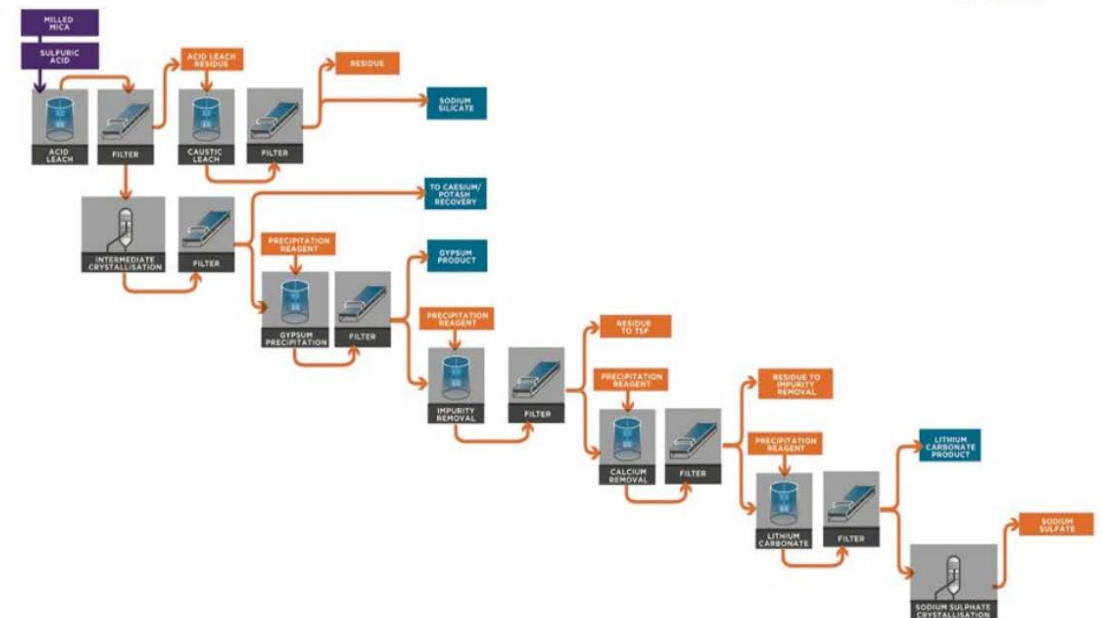 MILLED
MICA
SULFURIC
ACID
ACID LEACH
RESIDUE
RESIDUE
SODIUM
SILICATE
ACID
LEACH
FILTER
CAUSTIC
LEACH
FILTER
TO CAESIUM/
POTASH
RECOVERY
PRECIPITATION
REAGENT
GYPSUM
PRODUCT
INTERMEDIATE
CRYSTALLISATION
FILTER
PRECIPITATION
REAGENT
RESIDUE
TO TSF
GYPSUM
PRECIPITATION
FILTER
PRECIPITATION
REAGENT
RESIDUE TO
IMPURITY
REMOVAL
IMPURITY
REMOVAL
FILTER
PRECIPITATION
REAGENT
LITHIUM
CARBONATE
PRODUCT
CALCIUM
REMOVAL
FILTER
SODIUM
SULFATE
LITHIUM
CARBONATE
FILTER
SODIUM SULPHATE
CRYSTALLISATION